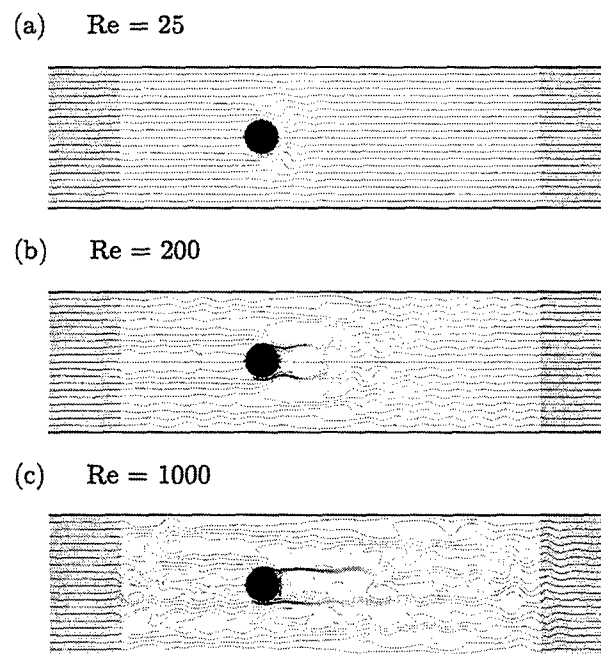 (a) Re = 25
(b) Re = 200
(c) Re = 1000